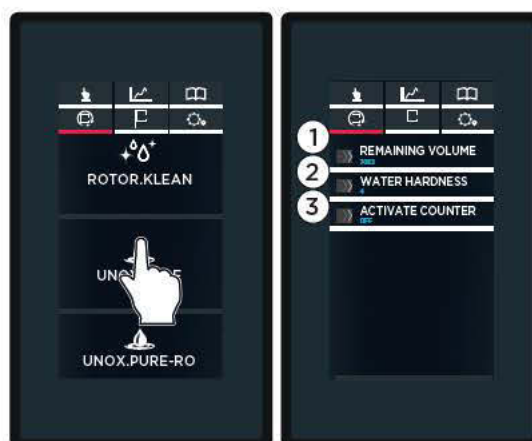 ROTOR.KLEAN
UNOX.PURE-RO
1 REMAINING VOLUME
2 WATER HARDNESS
3 ACTIVATE COUNTER
OFF